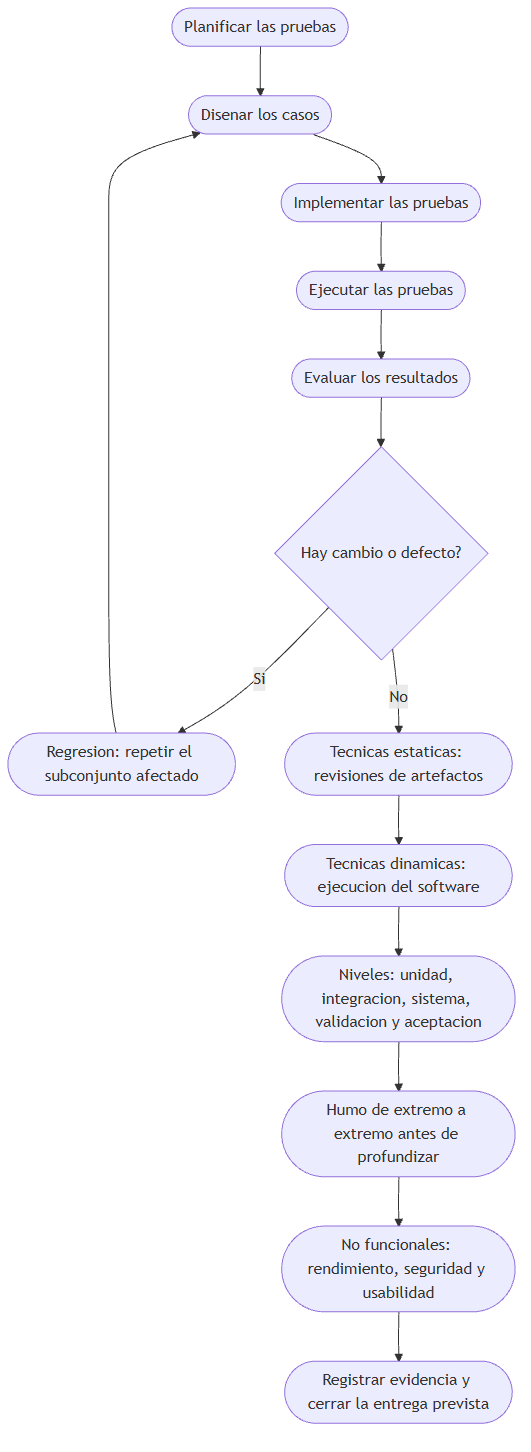 Planificar las pruebas
Disenar los casos
Implementar las pruebas
Ejecutar las pruebas
Evaluar los resultados
Hay cambio o defecto?
Si
No
Regresion: repetir el
subconjunto afectado
Tecnicas estaticas:
revisiones de artefactos
Tecnicas dinamicas:
ejecucion del software
Niveles: unidad,
integracion, sistema,
validacion y aceptacion
Humo de extremo a
extremo antes de
profundizar
No funcionales:
rendimiento, seguridad y
usabilidad
Registrar evidencia y
cerrar la entrega prevista